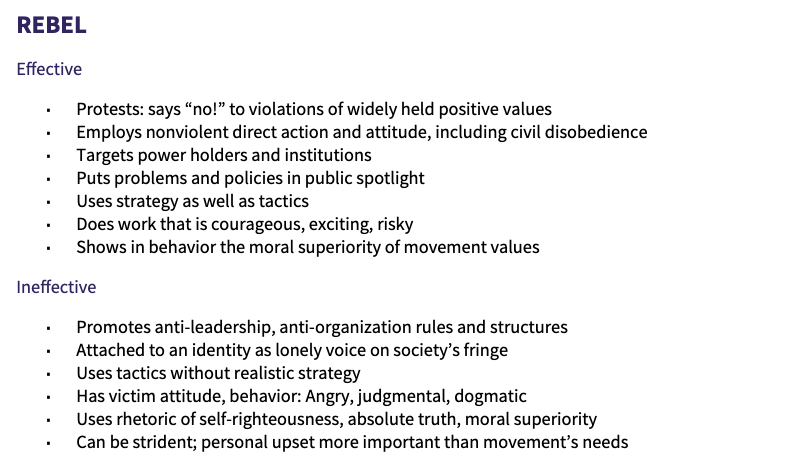 REBEL
Effective
▪ Protests: says “no!” to violations of widely held positive values
▪ Employs nonviolent direct action and attitude, including civil disobedience
▪ Targets power holders and institutions
▪ Puts problems and policies in public spotlight
▪ Uses strategy as well as tactics
▪ Does work that is courageous, exciting, risky
▪ Shows in behavior the moral superiority of movement values
Ineffective
▪ Promotes anti-leadership, anti-organization rules and structures
▪ Attached to an identity as lonely voice on society’s fringe
▪ Uses tactics without realistic strategy
▪ Has victim attitude, behavior: Angry, judgmental, dogmatic
▪ Uses rhetoric of self-righteousness, absolute truth, moral superiority
▪ Can be strident; personal upset more important than movement’s needs